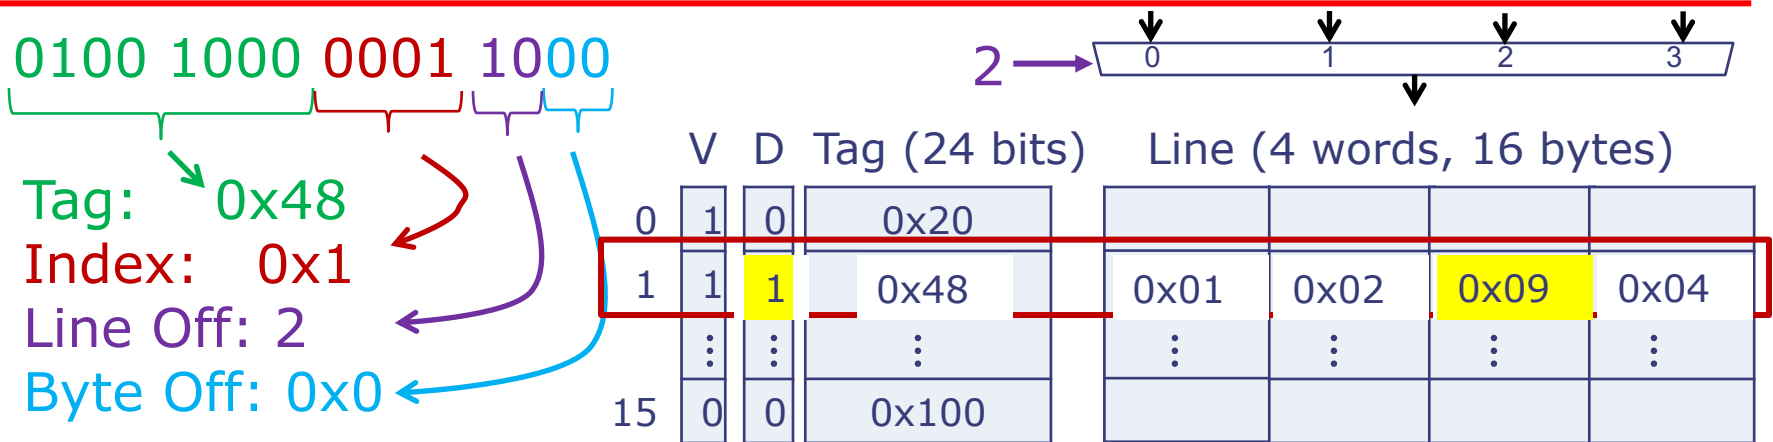 0100 1000 0001 1000
Tag: 0x48
Index: 0x1
Line Off: 2
Byte Off: 0x0
2 0 1 2 3
V D Tag (24 bits) Line (4 words, 16 bytes)
0 1 0 0x20
1 1 1 0x48 0x01 0x02 0x09 0x04
⋮ ⋮ ⋮ ⋮ ⋮ ⋮ ⋮
15 0 0 0x100